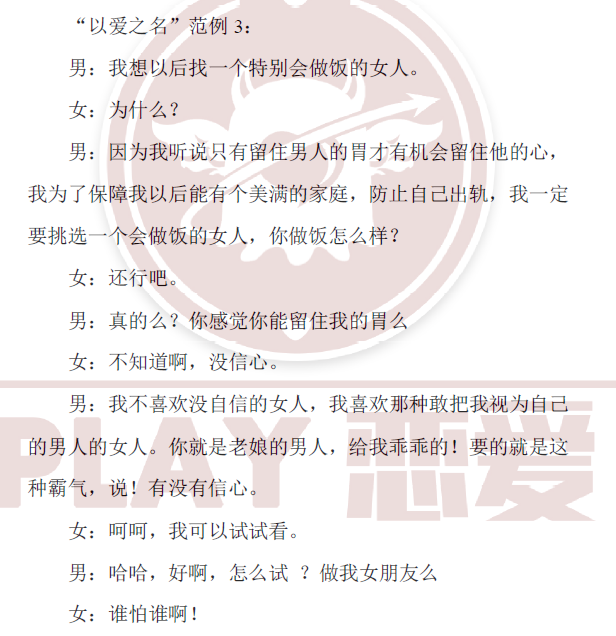 “以爱之名”范例 3：
男：我想以后找一个特别会做饭的女人。
女：为什么？
男：因为我听说只有留住男人的胃才有机会留住他的心，
我为了保障我以后能有个美满的家庭，防止自己出轨，我一定
要挑选一个会做饭的女人，你做饭怎么样？
女：还行吧。
男：真的么？你感觉你能留住我的胃么
女：不知道啊，没信心。
男：我不喜欢没自信的女人，我喜欢那种敢把我视为自己
的男人的女人。你就是老娘的男人，给我乖乖的！要的就是这
种霸气，说！有没有信心。
女：呵呵，我可以试试看。
男：哈哈，好啊，怎么试 ？做我女朋友么
女：谁怕谁啊！
PLAY 恋爱